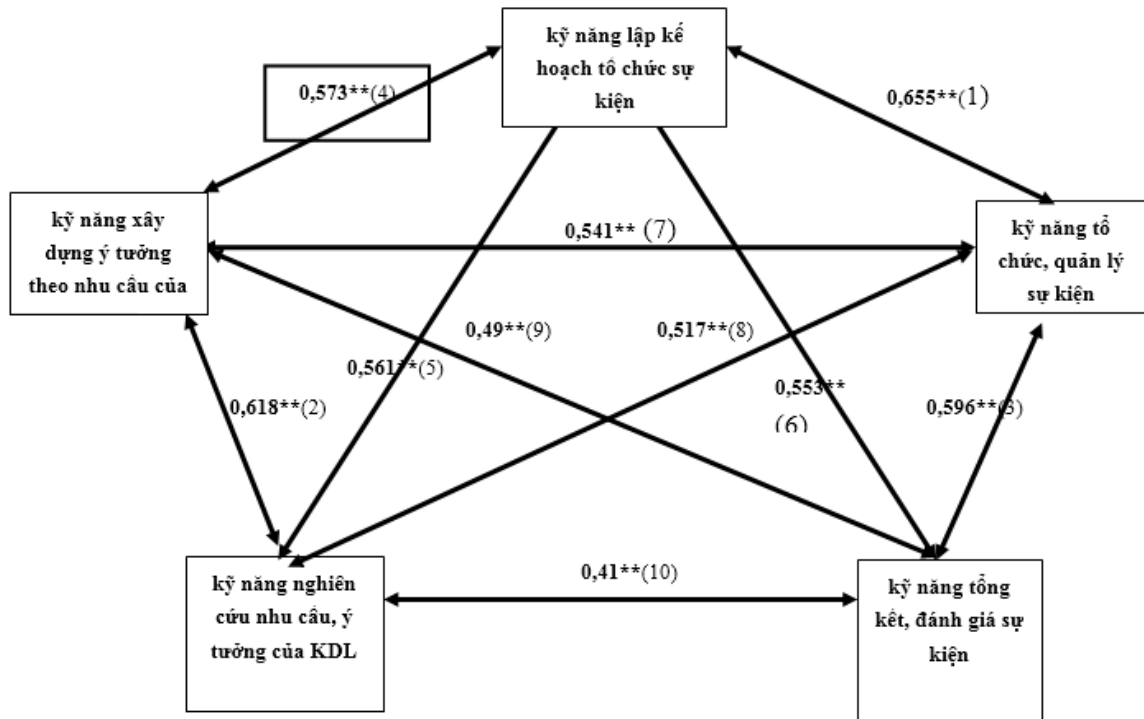 kỹ năng lập kế
hoạch tổ chức sự
kiện
0,573**(4)
0,655**(1)
kỹ năng xây
dựng ý tưởng
theo nhu cầu của
0,541** (7)
kỹ năng tổ
chức, quản lý
sự kiện
0,49**(9)
0,517**(8)
0,561**(5)
0,553**
(6)
0,618**(2)
0,596**(3)
kỹ năng nghiên
cứu nhu cầu, ý
tưởng của KDL
0,41**(10)
kỹ năng tổng
kết, đánh giá sự
kiện